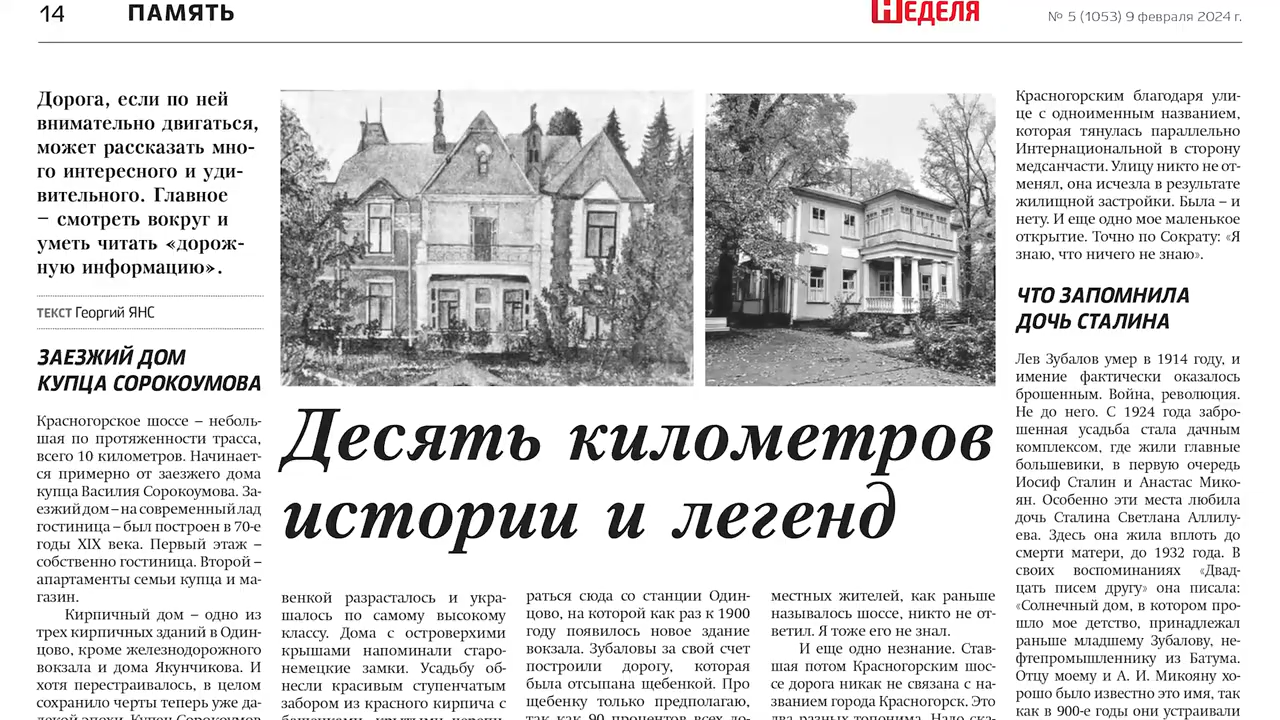 14 ПАМЯТЬ НЕДЕЛЯ № 5 (1053) 9 февраля 2024 г.
Дорога, если по ней
внимательно двигаться,
может рассказать мно-
го интересного и уди-
вительного. Главное
– смотреть вокруг и
уметь читать «дорож-
ную информацию».
ТЕКСТ Георгий ЯНС
ЗАЕЗЖИЙ ДОМ
КУПЦА СОРОКОУМОВА
Красногорское шоссе – неболь-
шая по протяженности трасса,
всего 10 километров. Начинает-
ся примерно от заезжего дома
купца Василия Сорокоумова. За-
езжий дом – на современный лад
гостиница – был построен в 70-е
годы XIX века. Первый этаж –
собственно гостиница. Второй –
апартаменты семьи купца и ма-
газин.
Кирпичный дом – одно из
трех кирпичных зданий в Один-
цово, кроме железнодорожного
вокзала и дома Якунчикова. И
хотя перестраивалось, в целом
сохранило черты теперь уже да-
лекой эпохи. Купец Сорокоумов
Десять километров
истории и легенд
венкой разрасталось и укра-
шалось по самому высокому
классу. Дома с островерхими
крышами напоминали старо-
немецкие замки. Усадьбу об-
несли красивым ступенчатым
забором из красного кирпича с
башенками, крытыми
раться сюда со станции Один-
цово, на которой как раз к 1900
году появилось новое здание
вокзала. Зубаловы за свой счет
построили дорогу, которая
была отсыпана щебенкой. Про
щебенку только предполагаю,
так как 90 процентов всех до-
местных жителей, как раньше
называлось шоссе, никто не от-
ветил. Я тоже его не знал.
И еще одно незнание. Став-
шая потом Красногорским шос-
се дорога никак не связана с на-
званием города Красногорск. Это
два разных топонима. Надо ска-
Красногорским благодаря ули-
це с одноименным названием,
которая тянулась параллельно
Интернациональной в сторону
медсанчасти. Улицу никто не от-
менял, она исчезла в результате
жилищной застройки. Была – и
нету. И еще одно мое маленькое
открытие. Точно по Сократу: «Я
знаю, что ничего не знаю».
ЧТО ЗАПОМНИЛА
ДОЧЬ СТАЛИНА
Лев Зубалов умер в 1914 году, и
имение фактически оказалось
брошенным. Война, революция.
Не до него. С 1924 года забро-
шенная усадьба стала дачным
комплексом, где жили главные
большевики, в первую очередь
Иосиф Сталин и Анастас Мико-
ян. Особенно эти места любила
дочь Сталина Светлана Аллилу-
ева. Здесь она жила вплоть до
смерти матери, до 1932 года. В
своих воспоминаниях «Двад-
цать писем другу» она писала:
«Солнечный дом, в котором про-
шло мое детство, принадлежал
раньше младшему Зубалову, не-
фтепромышленнику из Батума.
Отцу моему и А. И. Микояну хо-
рошо было известно это имя, так
как в 900-е годы они устраивали